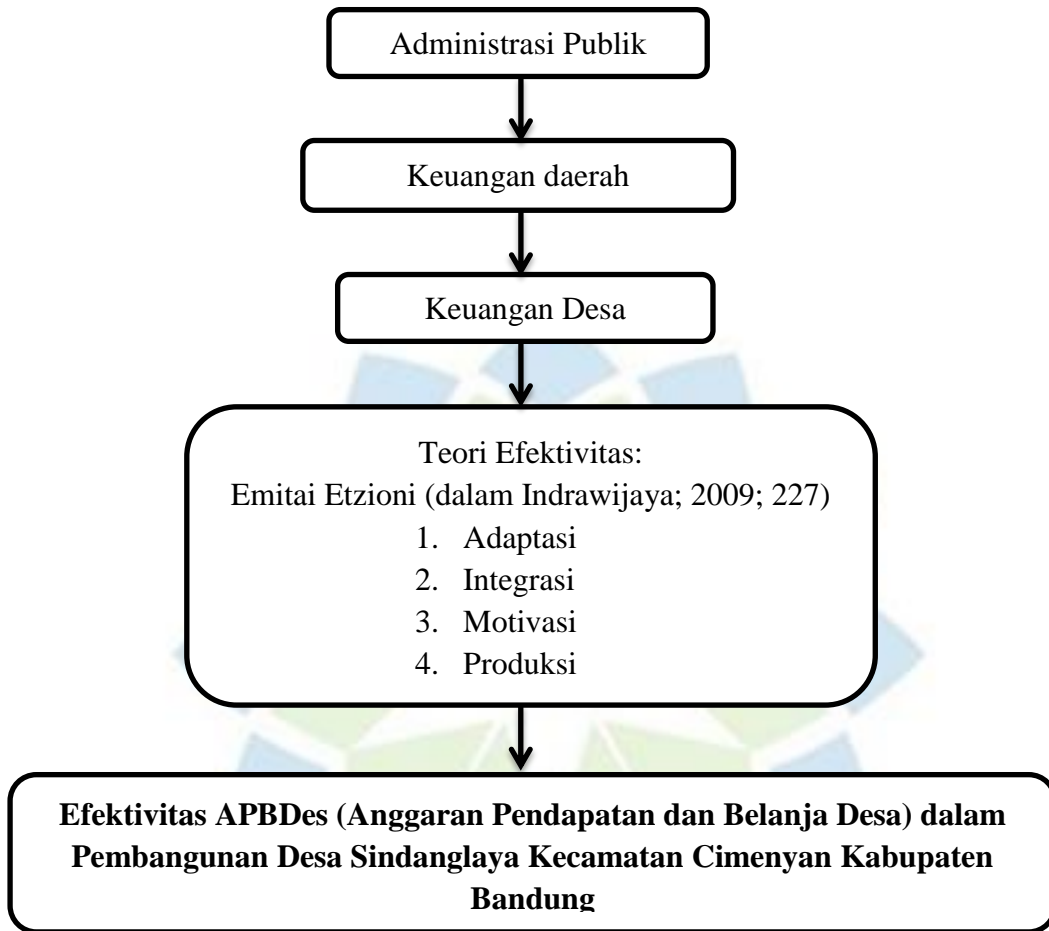 Administrasi Publik
Keuangan daerah
Keuangan Desa
Teori Efektivitas:
Emitai Etzioni (dalam Indrawijaya; 2009; 227)
1. Adaptasi
2. Integrasi
3. Motivasi
4. Produksi
Efektivitas APBDes (Anggaran Pendapatan dan Belanja Desa) dalam
Pembangunan Desa Sindanglaya Kecamatan Cimenyan Kabupaten
Bandung